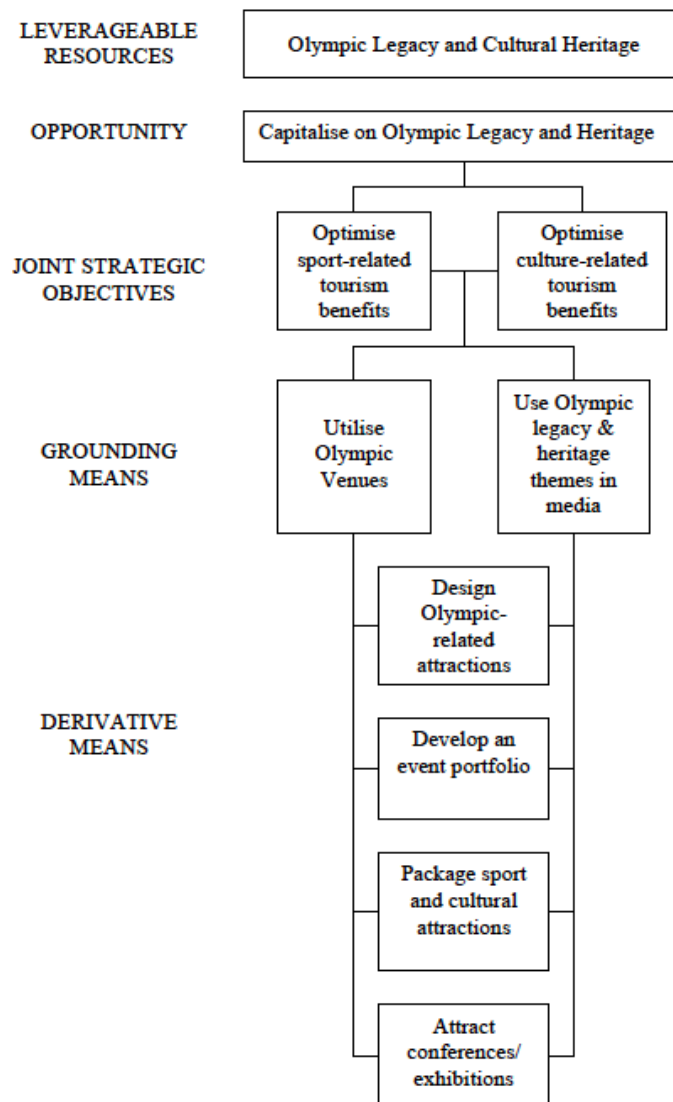 LEVERAGEABLE
RESOURCES
Olympic Legacy and Cultural Heritage
OPPORTUNITY
Capitalise on Olympic Legacy and Heritage
JOINT STRATEGIC
OBJECTIVES
Optimise
sport-related
tourism
benefits
Optimise
culture-related
tourism
benefits
GROUNDING
MEANS
Utilise
Olympic
Venues
Use Olympic
legacy &
heritage
themes in
media
DERIVATIVE
MEANS
Design
Olympic-
related
attractions
Develop an
event portfolio
Package sport
and cultural
attractions
Attract
conferences/
exhibitions